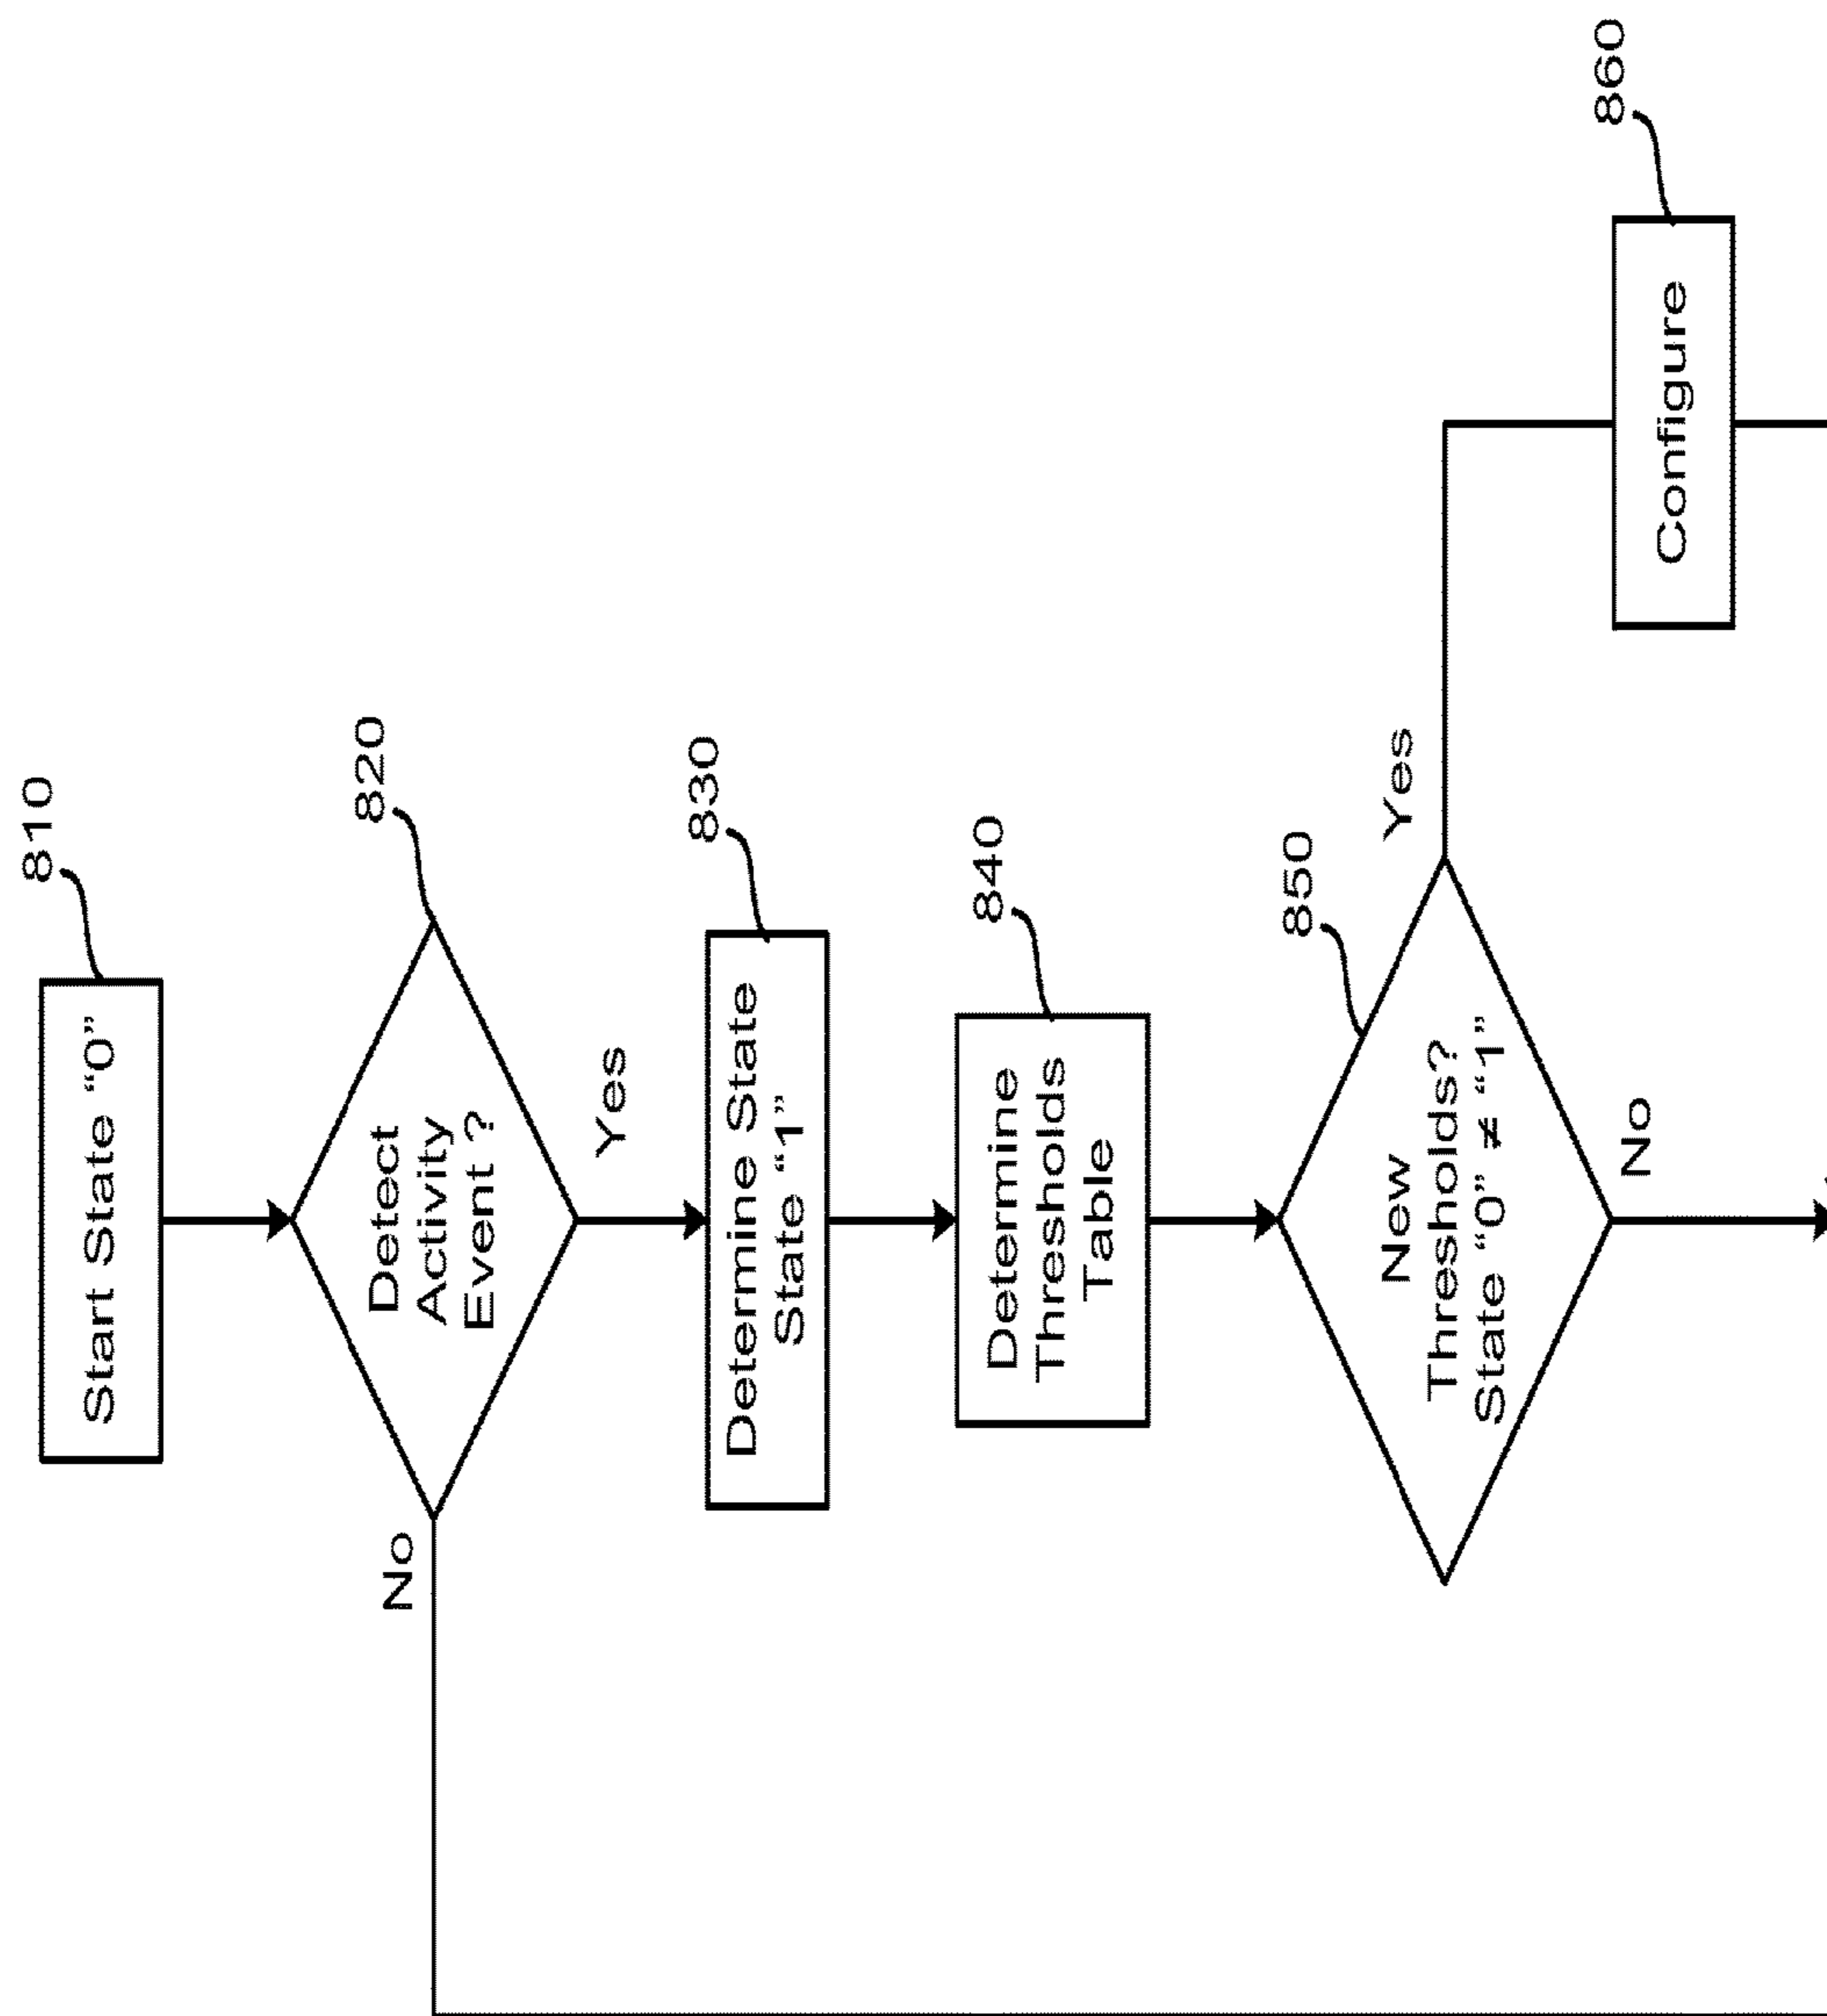 810
Start State “0”
820
Detect
Activity
Event ?
No
Yes
830
Determine State
State “1”
840
Determine
Thresholds
Table
850
New
Thresholds?
State “0” ≠ “1”
Yes
No
860
Configure